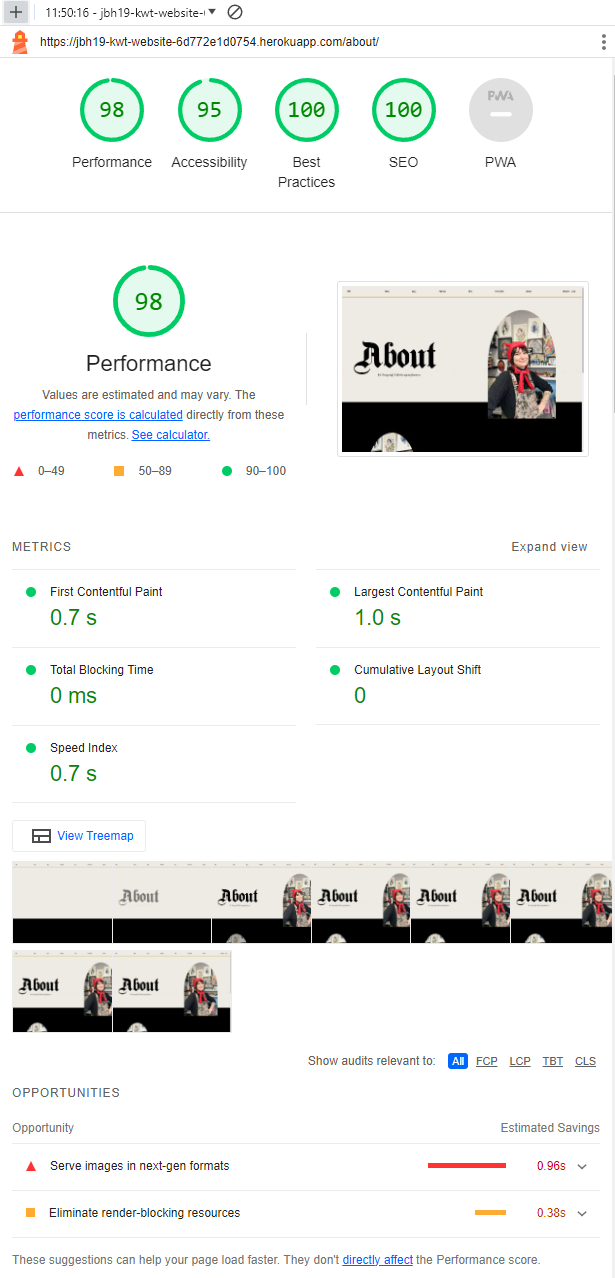 11:50:16 - jbh19-kwt-website-
https://jbh19-kwt-website-6d772e1d0754.herokuapp.com/about/
98
95
100
100
PWA
Performance
Accessibility
Best
Practices
SEO
PWA
98
Performance
Values are estimated and may vary. The
performance score is calculated directly from these
metrics. See calculator.
0–49
50–89
90–100
About
METRICS
Expand view
First Contentful Paint
0.7 s
Largest Contentful Paint
1.0 s
Total Blocking Time
0 ms
Cumulative Layout Shift
0
Speed Index
0.7 s
View Treemap
About
About
About
About
About
About
About
Show audits relevant to: All FCP LCP TBT CLS
OPPORTUNITIES
Opportunity
Estimated Savings
Serve images in next-gen formats
0.96s
Eliminate render-blocking resources
0.38s
These suggestions can help your page load faster. They don't directly affect the Performance score.